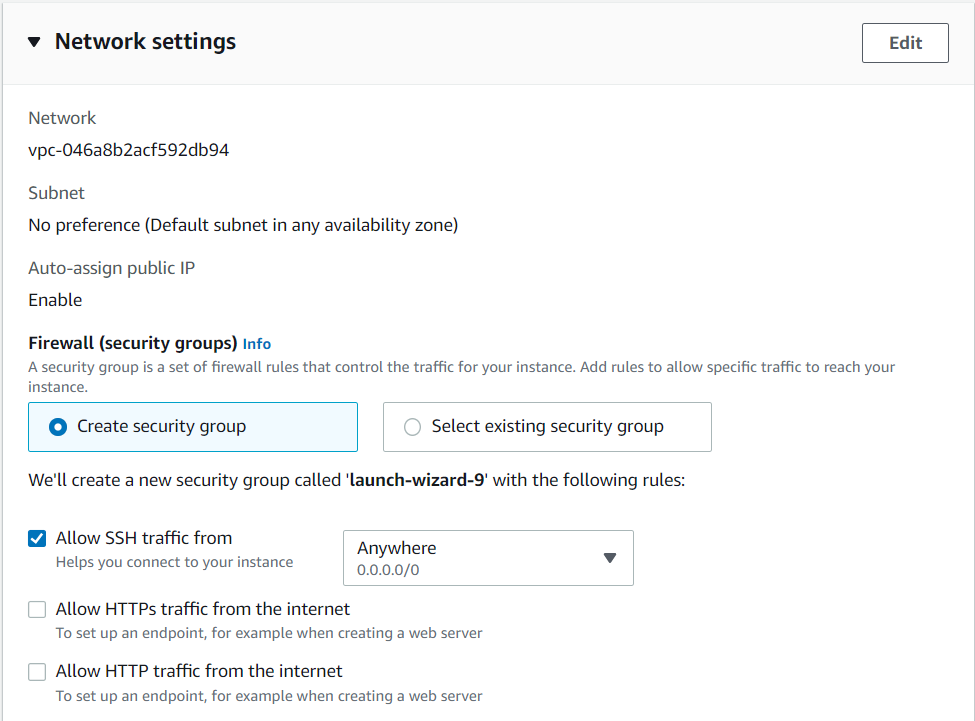 Network settings
Edit
Network
vpc-046a8b2acf592db94
Subnet
No preference (Default subnet in any availability zone)
Auto-assign public IP
Enable
Firewall (security groups) Info
A security group is a set of firewall rules that control the traffic for your instance. Add rules to allow specific traffic to reach your
instance.
Create security group
Select existing security group
We'll create a new security group called 'launch-wizard-9' with the following rules:
Allow SSH traffic from
Helps you connect to your instance
Anywhere
0.0.0.0/0
Allow HTTPs traffic from the internet
To set up an endpoint, for example when creating a web server
Allow HTTP traffic from the internet
To set up an endpoint, for example when creating a web server